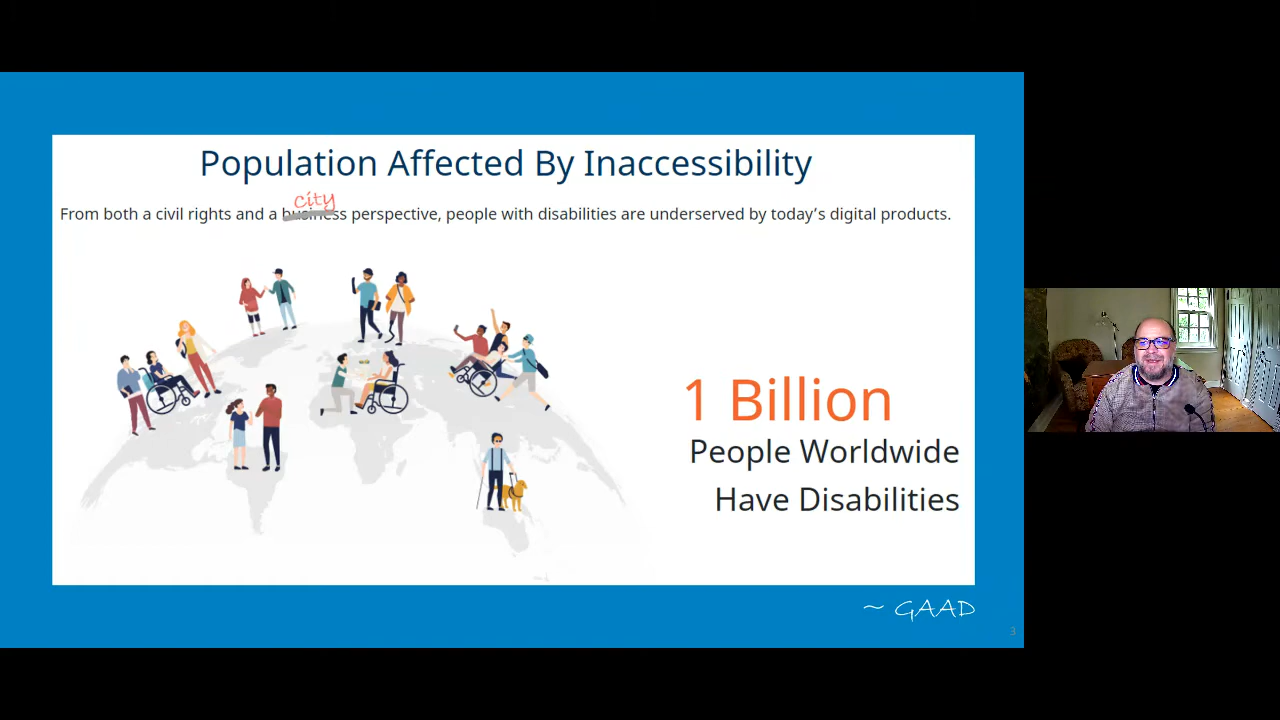 Population Affected By Inaccessibility
city
From both a civil rights and a business perspective, people with disabilities are underserved by today’s digital products.
1 Billion
People Worldwide
Have Disabilities
~ GAAD
3